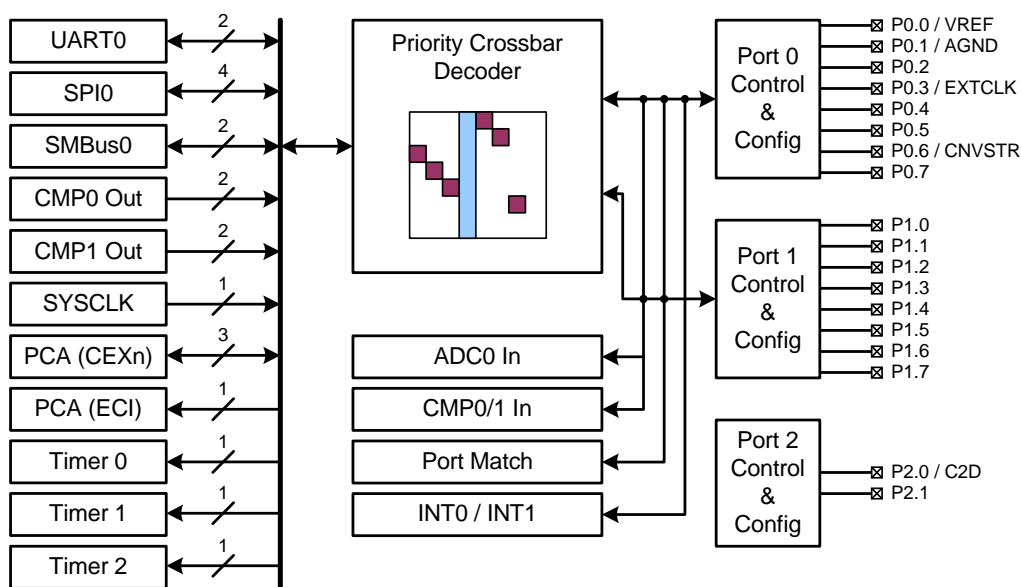 UART0
2
SPI0
4
SMBus0
2
CMP0 Out
2
CMP1 Out
2
SYSCLK
1
PCA (CEXn)
3
PCA (ECI)
1
Timer 0
1
Timer 1
1
Timer 2
1
Priority Crossbar
Decoder
ADC0 In
CMP0/1 In
Port Match
INT0 / INT1
Port 0
Control
&
Config
P0.0 / VREF
P0.1 / AGND
P0.2
P0.3 / EXTCLK
P0.4
P0.5
P0.6 / CNVSTR
P0.7
Port 1
Control
&
Config
P1.0
P1.1
P1.2
P1.3
P1.4
P1.5
P1.6
P1.7
Port 2
Control
&
Config
P2.0 / C2D
P2.1